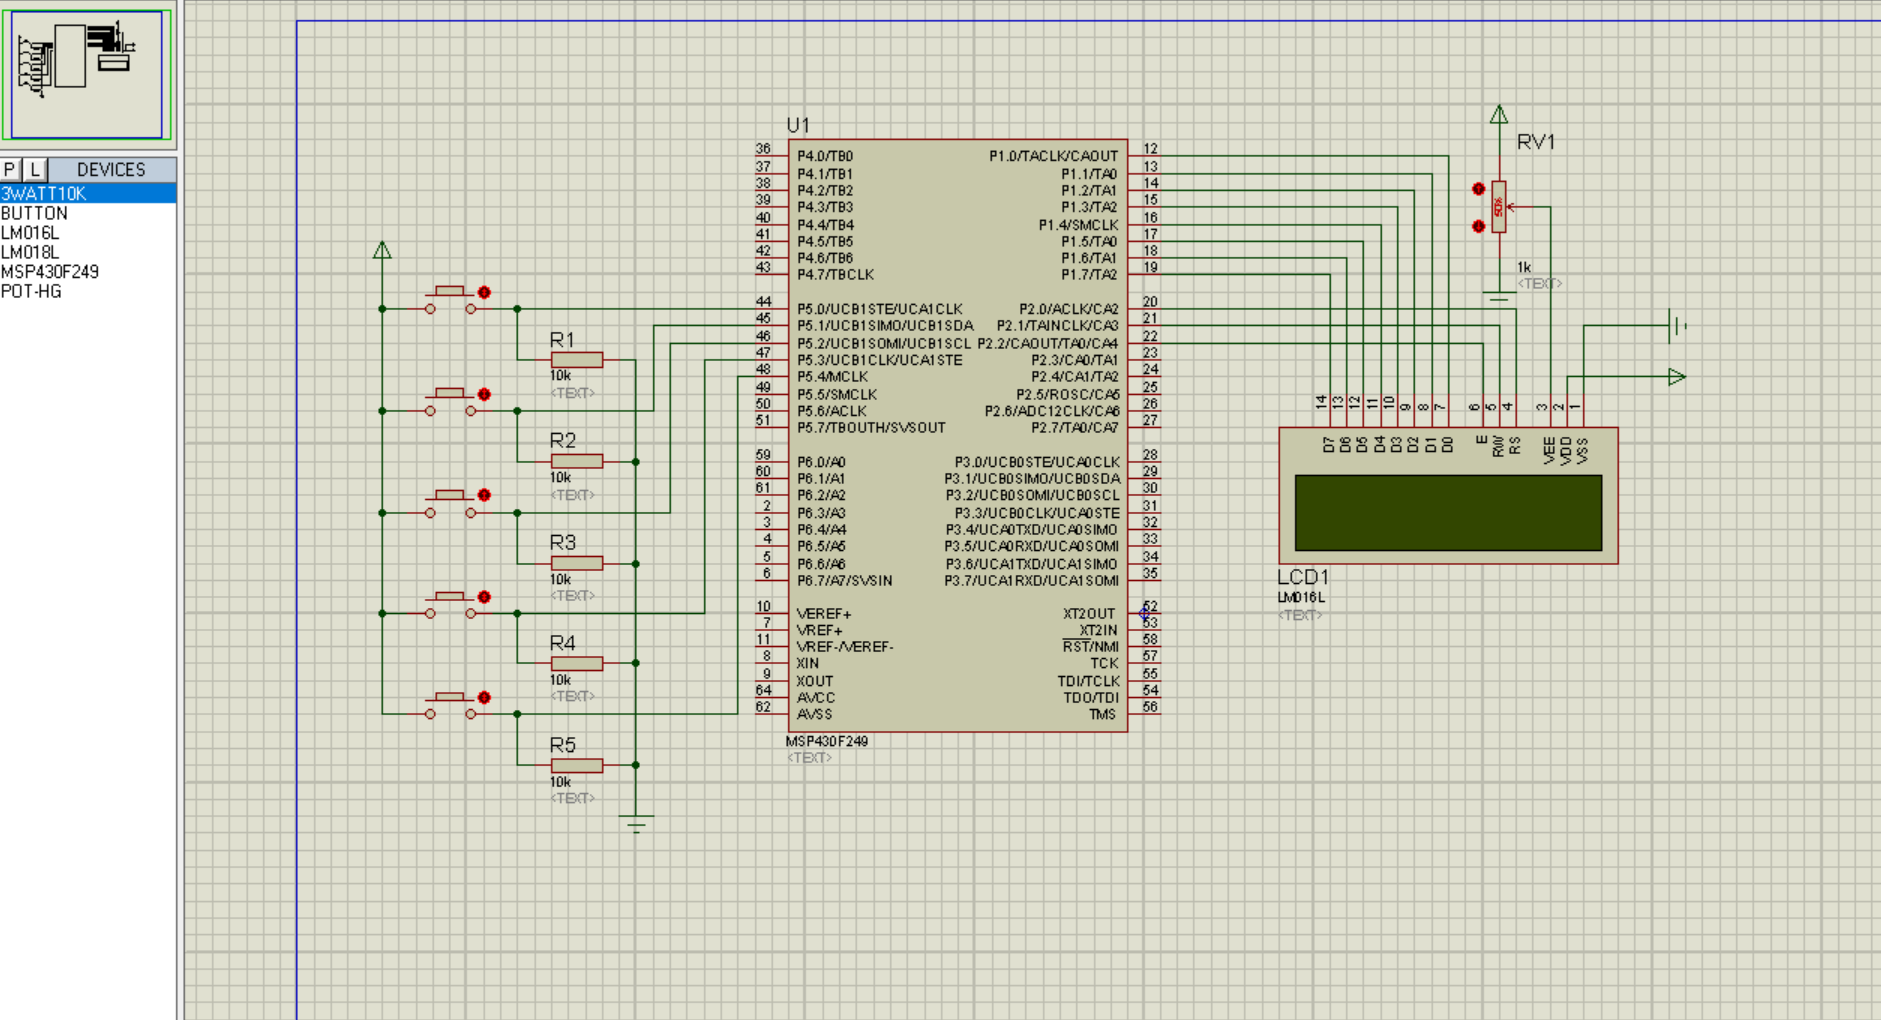 P L DEVICES
3WATT10K
BUTTON
LM016L
LM018L
MSP430F249
POT-HG
U1
36 P4.0/TB0 P1.0/TACLK/CAOUT 12
37 P4.1/TB1 P1.1/TA0 13
38 P4.2/TB2 P1.2/TA1 14
39 P4.3/TB3 P1.3/TA2 15
40 P4.4/TB4 P1.4/SMCLK 16
41 P4.5/TB5 P1.5/TA0 17
42 P4.6/TB6 P1.6/TA1 18
43 P4.7/TBCLK P1.7/TA2 19
44 P5.0/UCB1STE/UCA1CLK P2.0/ACLK/CA2 20
45 P5.1/UCB1SIMO/UCB1SDA P2.1/TAINCLK/CA3 21
46 P5.2/UCB1SOMI/UCB1SCL P2.2/CAOUT/TA0/CA4 22
47 P5.3/UCB1CLK/UCA1STE P2.3/CA0/TA1 23
48 P5.4/MCLK P2.4/CA1/TA2 24
49 P5.5/SMCLK P2.5/ROSC/CA5 25
50 P5.6/ACLK P2.6/ADC12CLK/CA6 26
51 P5.7/TBOUTH/SVSOUT P2.7/TA0/CA7 27
59 P6.0/A0 P3.0/UCB0STE/UCA0CLK 28
60 P6.1/A1 P3.1/UCB0SIMO/UCB0SDA 29
61 P6.2/A2 P3.2/UCB0SOMI/UCB0SCL 30
2 P6.3/A3 P3.3/UCB0CLK/UCA0STE 31
3 P6.4/A4 P3.4/UCA0TXD/UCA0SIMO 32
4 P6.5/A5 P3.5/UCA0RXD/UCA0SOMI 33
5 P6.6/A6 P3.6/UCA1TXD/UCA1SIMO 34
6 P6.7/A7/SVSIN P3.7/UCA1RXD/UCA1SOMI 35
10 VEREF+ XT2OUT 52
7 VREF+ XT2IN 53
11 VREF-/VEREF- RST/NMI 58
8 XIN TCK 57
9 XOUT TDI/TCLK 55
64 AVCC TDO/TDI 54
62 AVSS TMS 56
MSP430F249
<TEXT>
R1
10k
<TEXT>
R2
10k
<TEXT>
R3
10k
<TEXT>
R4
10k
<TEXT>
R5
10k
<TEXT>
RV1
50%
1k
<TEXT>
14 13 12 11 10 9 8 7 6 5 4 3 2 1
D7 D6 D5 D4 D3 D2 D1 D0 E RW RS VEE VDD VSS
LCD1
LM016L
<TEXT>